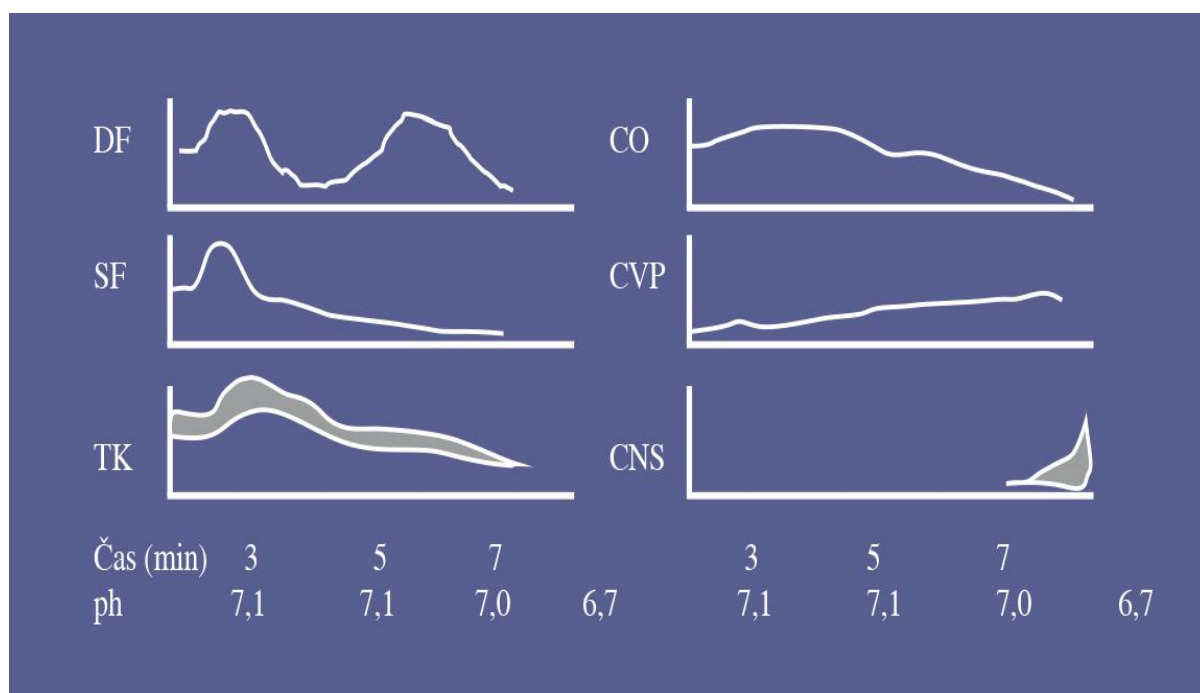 DF
CO
SF
CVP
TK
CNS
Čas (min) 3 5 7 3 5 7
ph 7,1 7,1 7,0 6,7 7,1 7,1 7,0 6,7